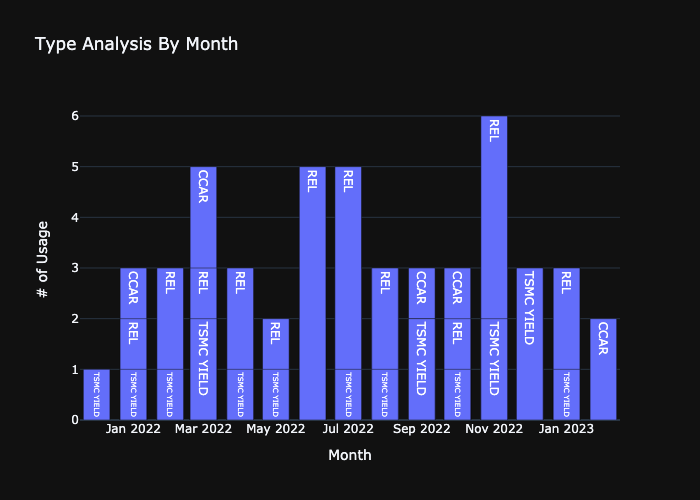 Type Analysis By Month
6
5
4
3
2
1
0
# of Usage
TSMC YIELD
CCAR
REL
TSMC YIELD
REL
TSMC YIELD
CCAR
REL
TSMC YIELD
REL
TSMC YIELD
REL
REL
REL
TSMC YIELD
REL
TSMC YIELD
CCAR
TSMC YIELD
CCAR
REL
TSMC YIELD
REL
TSMC YIELD
TSMC YIELD
REL
TSMC YIELD
CCAR
Jan 2022 Mar 2022 May 2022 Jul 2022 Sep 2022 Nov 2022 Jan 2023
Month